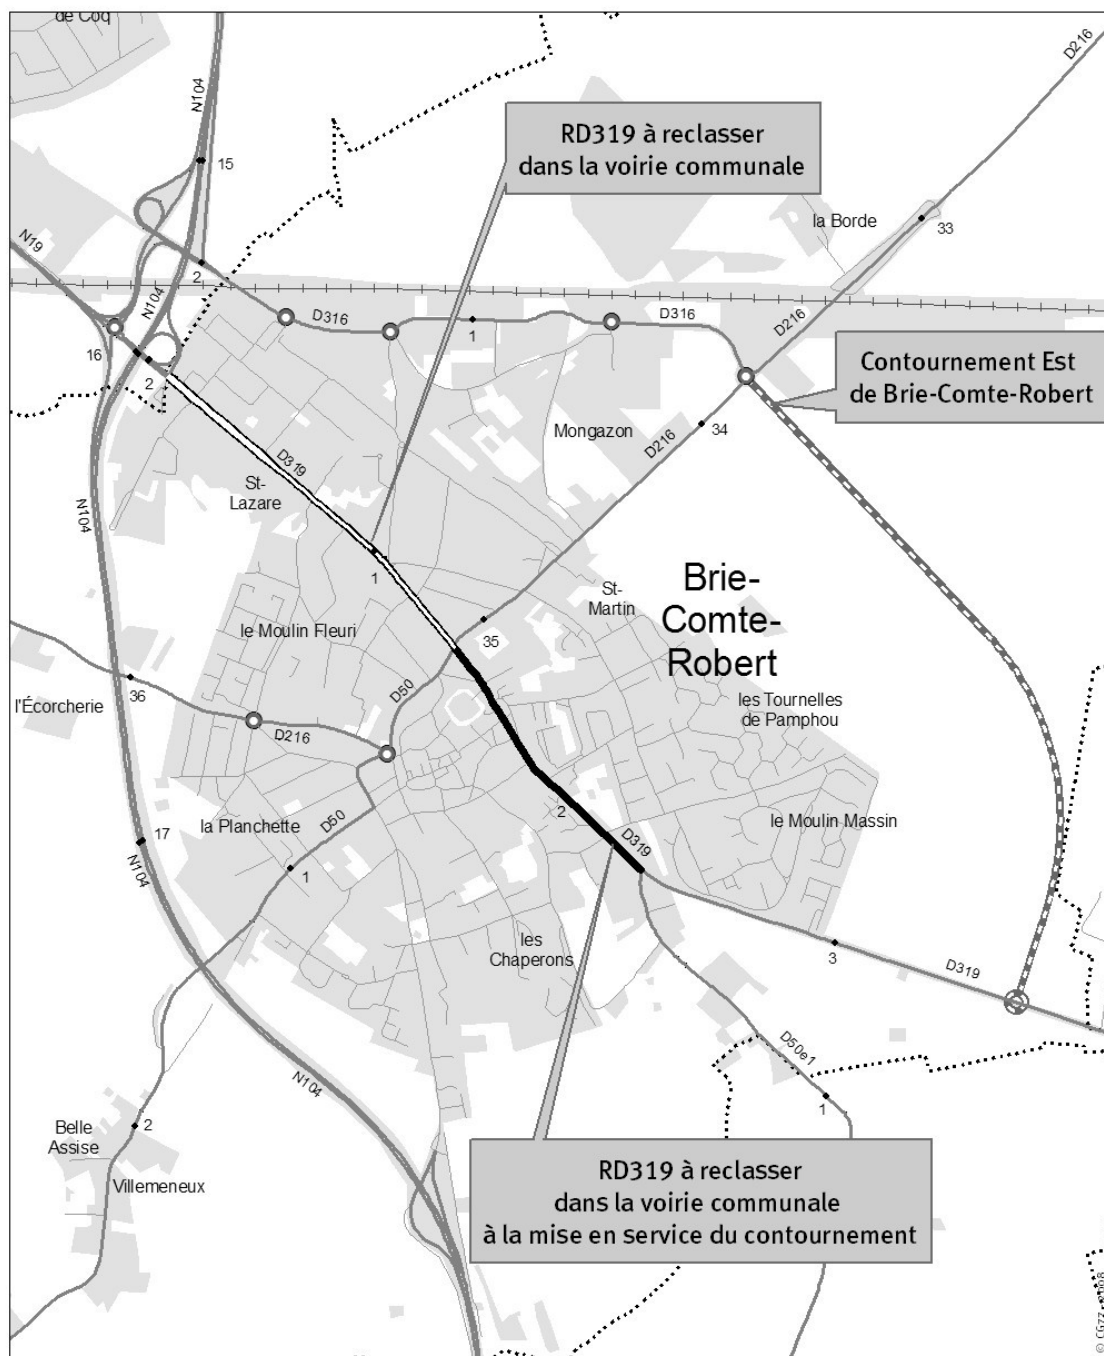 de Coq
N104
D216
RD319 à reclasser
dans la voirie communale
15
la Borde
33
N19
2
N104
D316
1
D316
D216
16
2
Contournement Est
de Brie-Comte-Robert
Mongazon
D216
34
D319
St-
Lazare
N104
1
Brie-
Comte-
Robert
St-
Martin
le Moulin Fleuri
35
36
l'Écorcherie
D50
D216
les Tournelles
de Pamphou
2
la Planchette
D50
17
N104
D319
le Moulin Massin
1
les
Chaperons
3
D319
D50e1
N104
1
Belle
Assise
2
Villemeneux
RD319 à reclasser
dans la voirie communale
à la mise en service du contournement
© CG77 - 2008